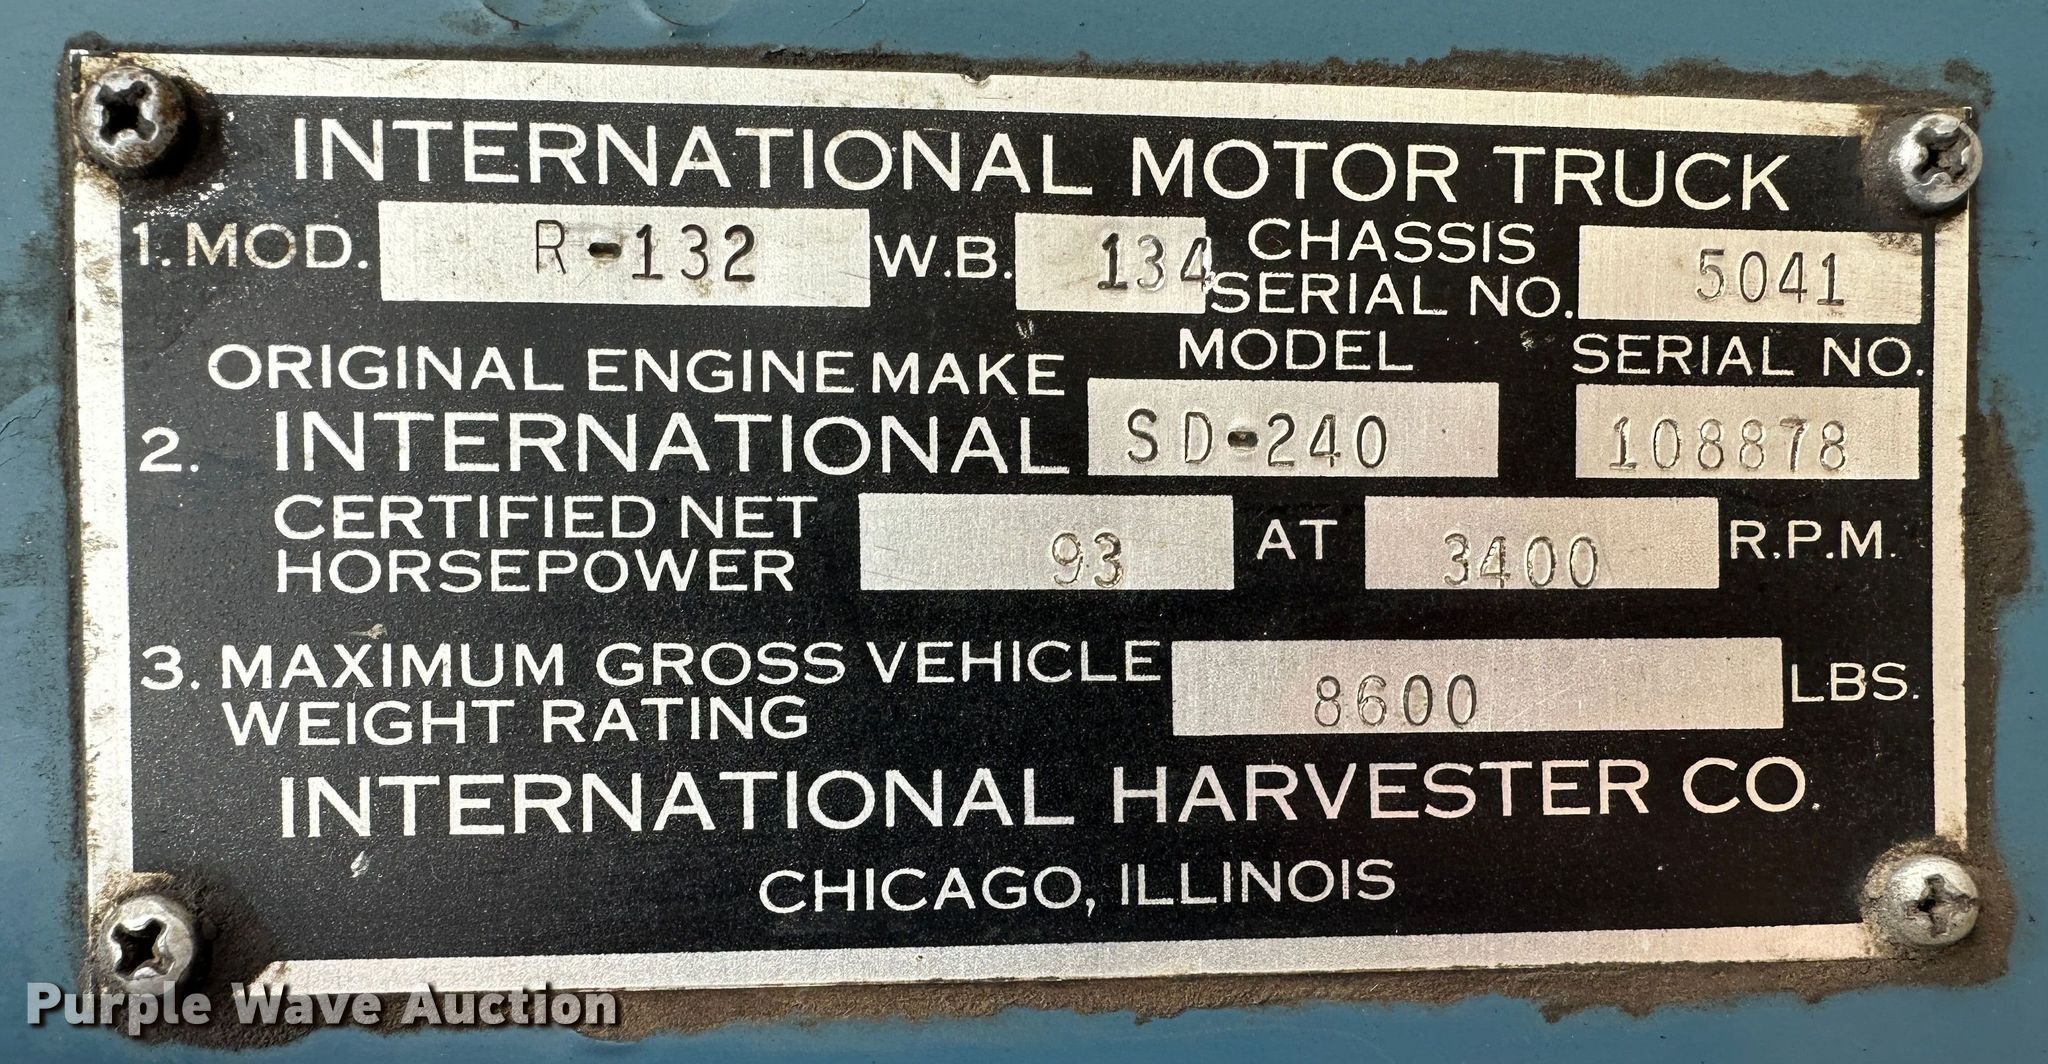 INTERNATIONAL MOTOR TRUCK
1. MOD. R-132 W.B. 134 CHASSIS SERIAL NO. 5041
ORIGINAL ENGINE MAKE MODEL SERIAL NO.
2. INTERNATIONAL SD-240 108878
CERTIFIED NET HORSEPOWER 93 AT 3400 R.P.M.
3. MAXIMUM GROSS VEHICLE WEIGHT RATING 8600 LBS.
INTERNATIONAL HARVESTER CO.
CHICAGO, ILLINOIS
Purple Wave Auction